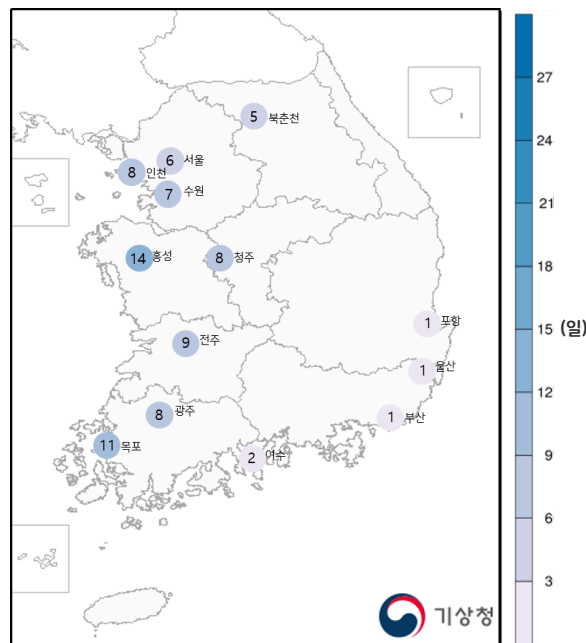 27
24
21
18
15 (일)
12
9
6
3
5 북춘천
6 서울
8 인천
7 수원
14 홍성
8 청주
1 포항
9 전주
1 울산
8 광주
1 부산
11 목포
2 여수
기상청